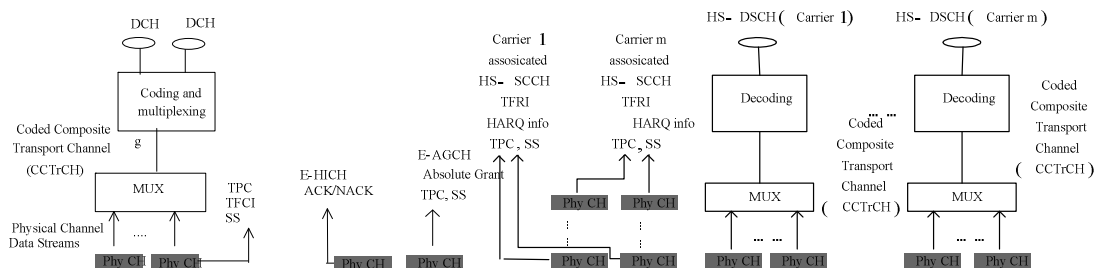 DCH
DCH
Coding and
multiplexing
g
Coded Composite
Transport Channel
(CCTrCH)
MUX
Physical Channel
Data Streams
....
Phy CH
Phy CH
TPC
TFCI
SS
E-HICH
ACK/NACK
Phy CH
E-AGCH
Absolute Grant
TPC, SS
Phy CH
Carrier 1
assosicated
HS- SCCH
TFRI
HARQ info
TPC, SS
Carrier m
assosicated
HS- SCCH
TFRI
HARQ info
TPC, SS
Phy CH
Phy CH
Phy CH
Phy CH
HS- DSCH( Carrier 1)
Decoding
... ...
Coded
Composite
Transport
Channel
( CCTrCH)
MUX
... ...
Phy CH
Phy CH
HS- DSCH( Carrier m)
Decoding
Coded
Composite
Transport
Channel
( CCTrCH)
MUX
... ...
Phy CH
Phy CH